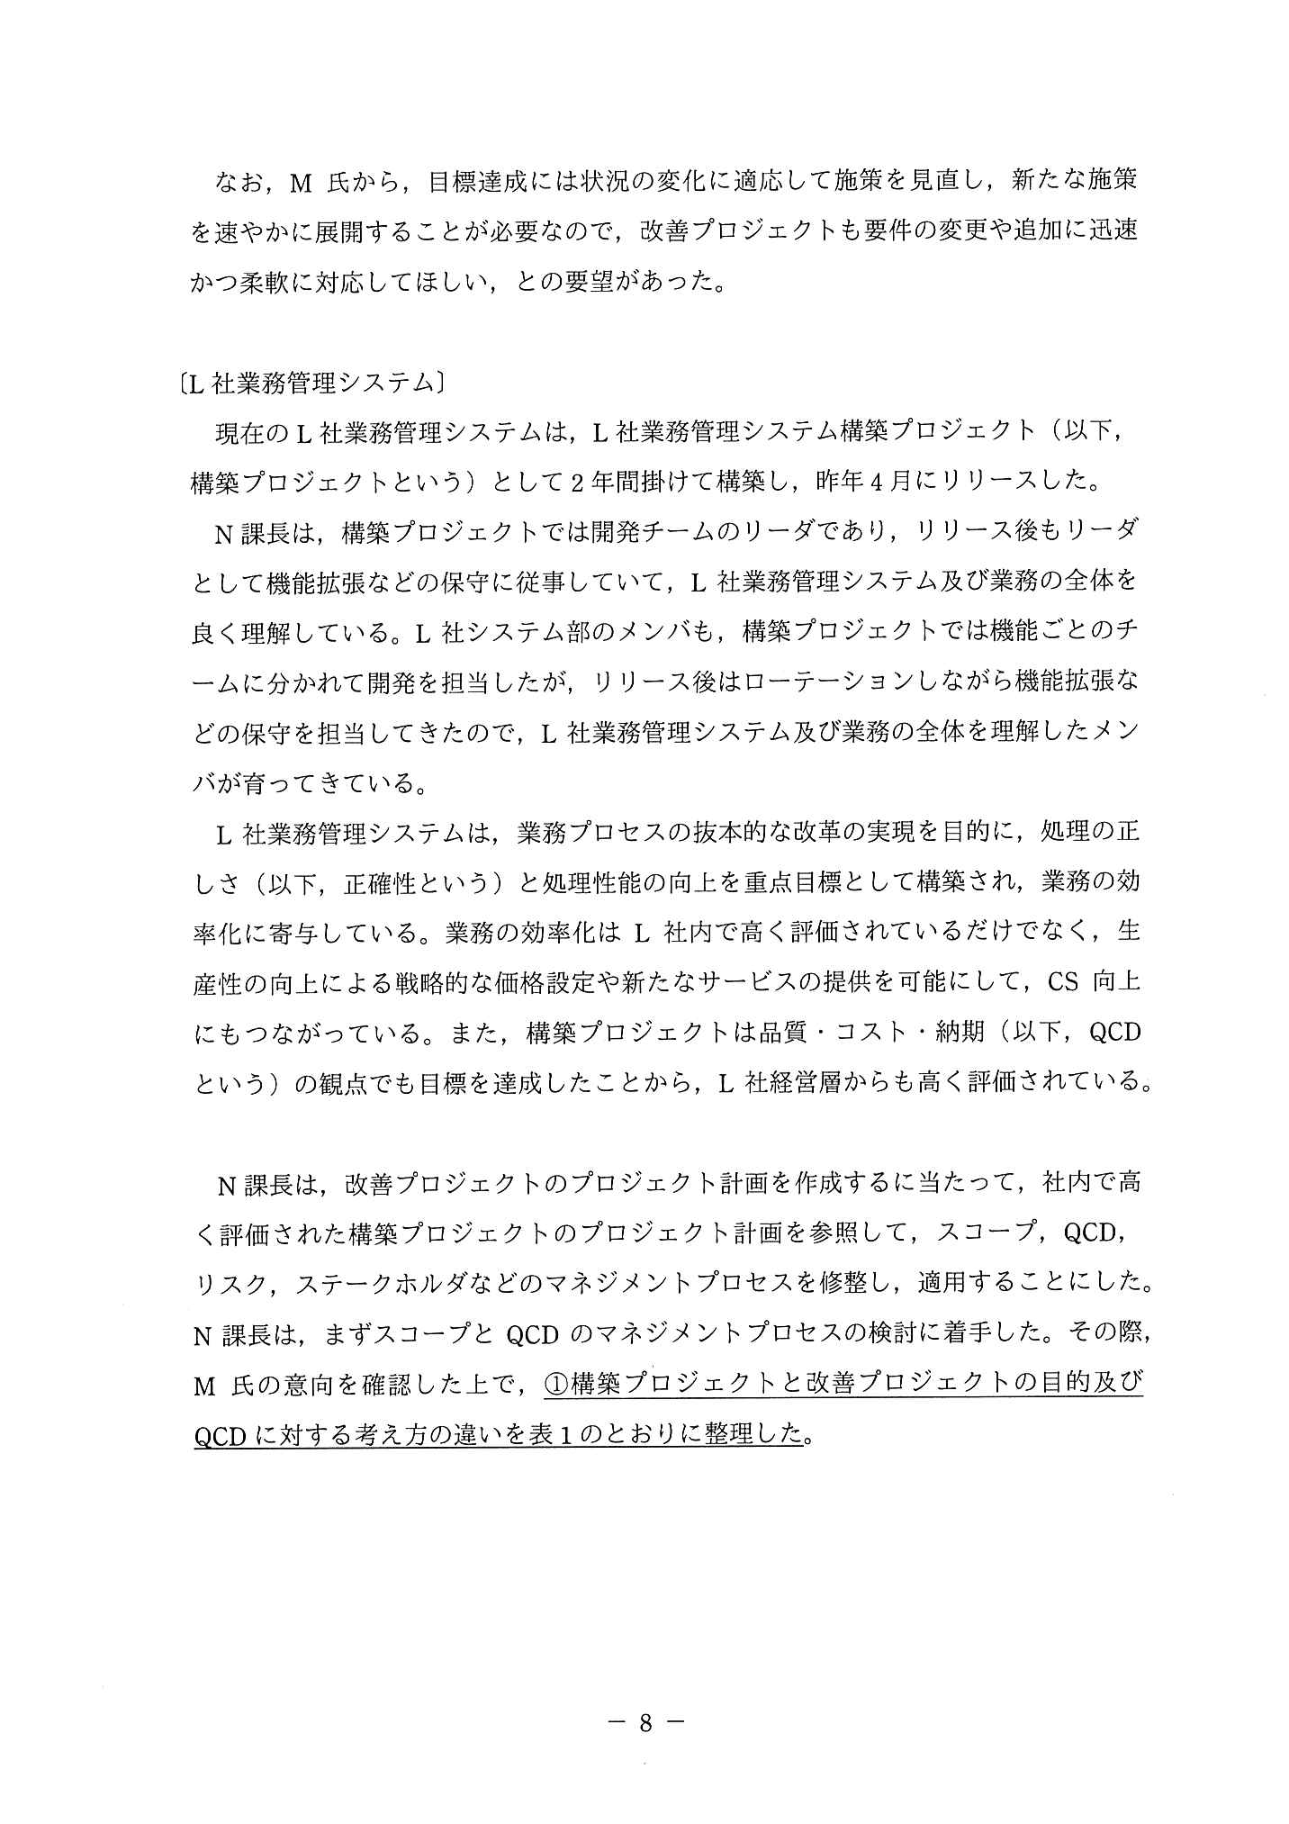 なお，M 氏から，目標達成には状況の変化に適応して施策を見直し，新たな施策
を速やかに展開することが必要なので，改善プロジェクトも要件の変更や追加に迅速
かつ柔軟に対応してほしい，との要望があった。
〔L 社業務管理システム〕
現在の L 社業務管理システムは，L 社業務管理システム構築プロジェクト（以下，
構築プロジェクトという）として 2 年間掛けて構築し，昨年 4 月にリリースした。
N 課長は，構築プロジェクトでは開発チームのリーダであり，リリース後もリーダ
として機能拡張などの保守に従事していて，L 社業務管理システム及び業務の全体を
良く理解している。L 社システム部のメンバも，構築プロジェクトでは機能ごとのチ
ームに分かれて開発を担当したが，リリース後はローテーションしながら機能拡張な
どの保守を担当してきたので，L 社業務管理システム及び業務の全体を理解したメン
バが育ってきている。
L 社業務管理システムは，業務プロセスの抜本的な改革の実現を目的に，処理の正
しさ（以下，正確性という）と処理性能の向上を重点目標として構築され，業務の効
率化に寄与している。業務の効率化は L 社内で高く評価されているだけでなく，生
産性の向上による戦略的な価格設定や新たなサービスの提供を可能にして，CS 向上
にもつながっている。また，構築プロジェクトは品質・コスト・納期（以下，QCD
という）の観点でも目標を達成したことから，L 社経営層からも高く評価されている。
N 課長は，改善プロジェクトのプロジェクト計画を作成するに当たって，社内で高
く評価された構築プロジェクトのプロジェクト計画を参照して，スコープ，QCD，
リスク，ステークホルダなどのマネジメントプロセスを修整し，適用することにした。
N 課長は，まずスコープと QCD のマネジメントプロセスの検討に着手した。その際，
M 氏の意向を確認した上で，①構築プロジェクトと改善プロジェクトの目的及び
QCD に対する考え方の違いを表 1 のとおりに整理した。
－ 8 －